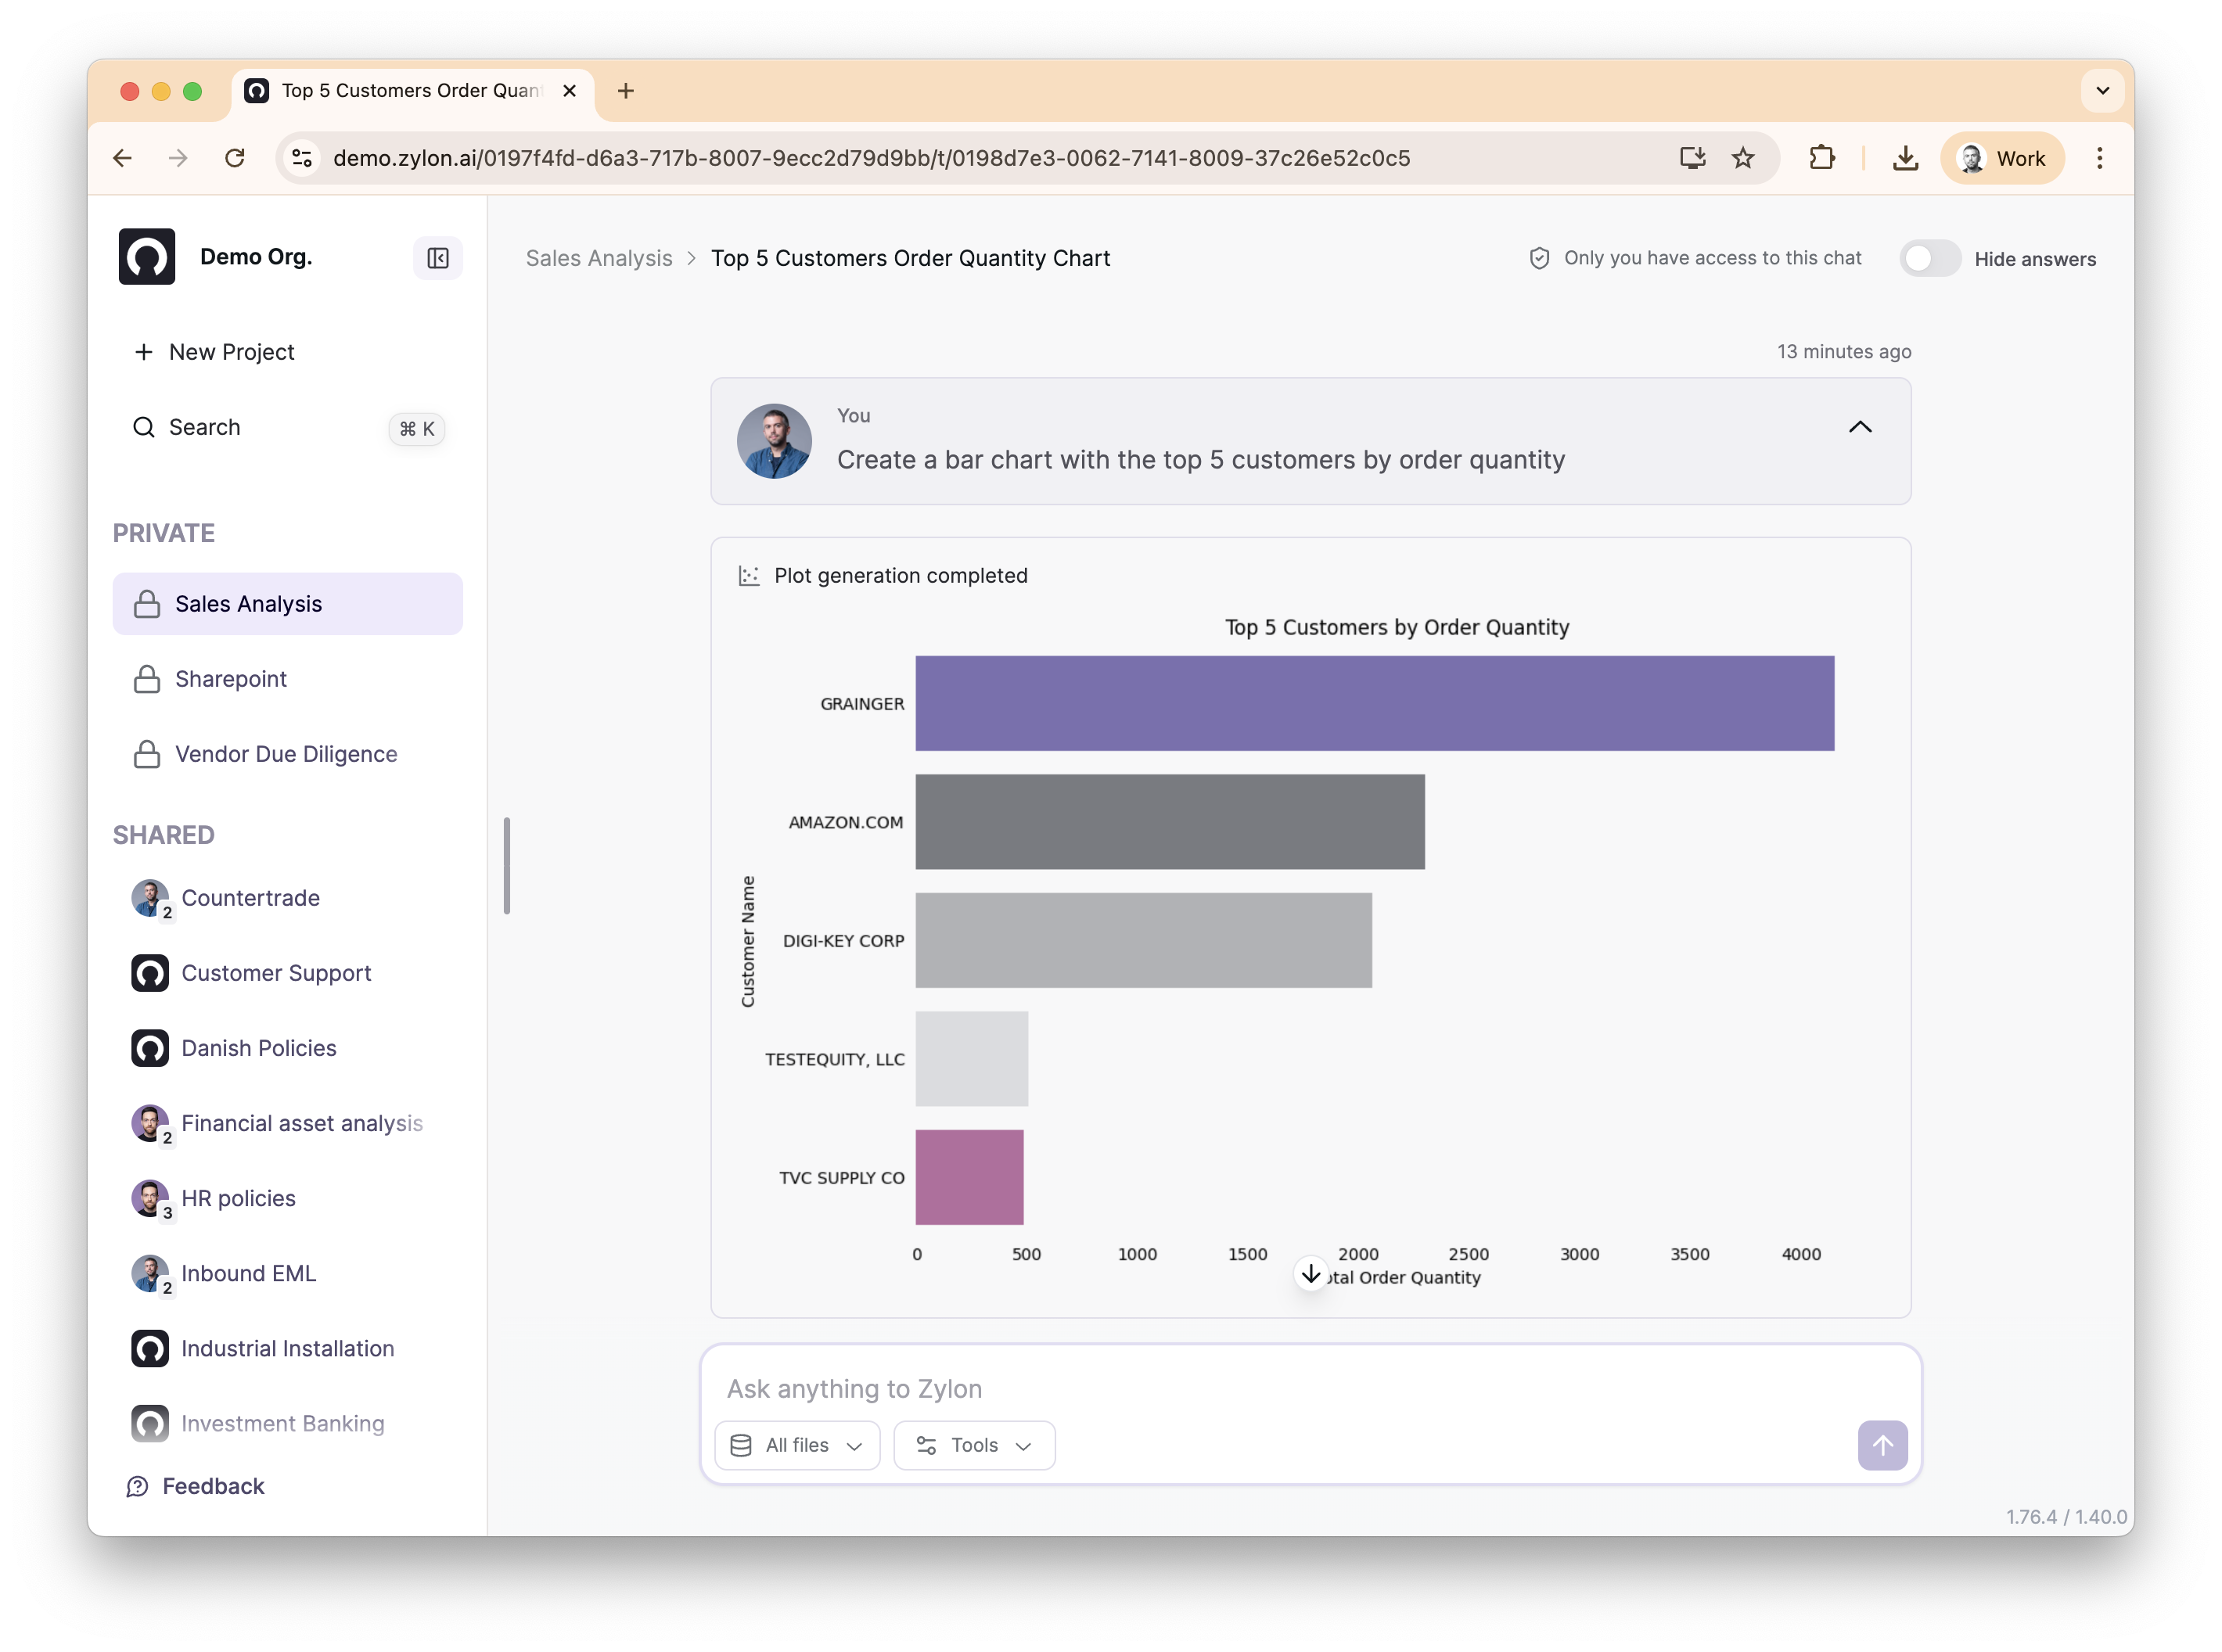 Top 5 Customers Order Quan
demo.zylon.ai/0197f4fd-d6a3-717b-8007-9ecc2d79d9bb/t/0198d7e3-0062-7141-8009-37c26e52c0c5
Work
Demo Org.
New Project
Search
⌘ K
PRIVATE
Sales Analysis
Sharepoint
Vendor Due Diligence
SHARED
2
Countertrade
Customer Support
Danish Policies
2
Financial asset analysis
3
HR policies
2
Inbound EML
Industrial Installation
Investment Banking
Feedback
Sales Analysis > Top 5 Customers Order Quantity Chart
Only you have access to this chat
Hide answers
13 minutes ago
You
Create a bar chart with the top 5 customers by order quantity
Plot generation completed
Top 5 Customers by Order Quantity
Customer Name
GRAINGER
AMAZON.COM
DIGI-KEY CORP
TESTEQUITY, LLC
TVC SUPPLY CO
0 500 1000 1500 2000 2500 3000 3500 4000
otal Order Quantity
Ask anything to Zylon
All files
Tools
1.76.4 / 1.40.0